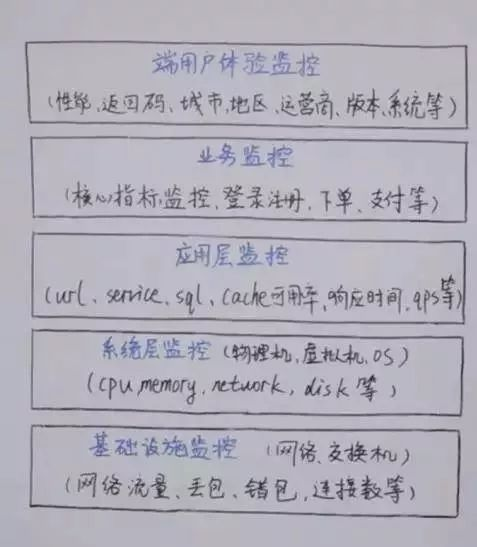 端用户体验监控
(性能、返回码、城市、地区、运营商、版本、系统等)
业务监控
(核心指标监控、登录注册、下单、支付等)
应用层监控
(url、service、sql、cache可用率、响应时间、qps等)
系统层监控 (物理机、虚拟机、OS)
(cpu、memory、network、disk等)
基础设施监控 (网络、交换机)
(网络流量、丢包、错包、连接数等)